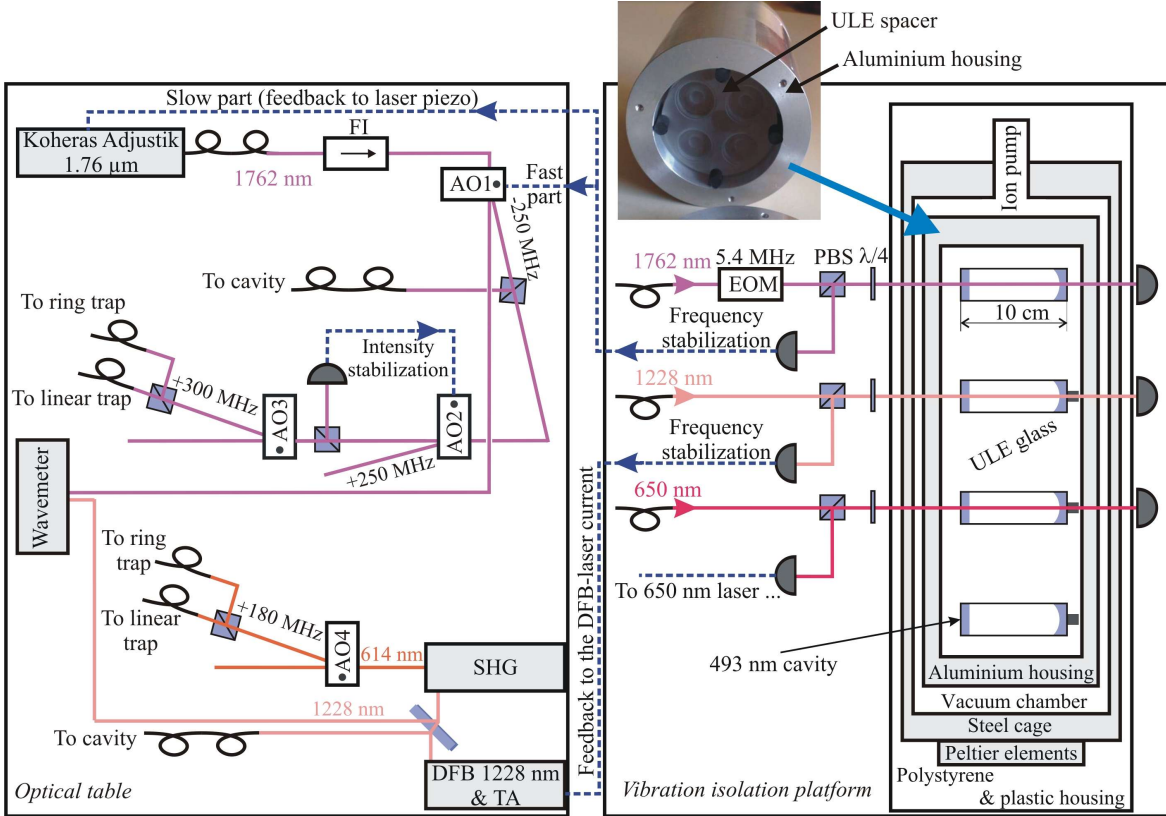 ULE spacer
Aluminium housing
Slow part (feedback to laser piezo)
Koheras Adjustik
1.76 µm
FI
1762 nm
AO1
Fast
part
-250 MHz
To cavity
To ring trap
To linear trap
+300 MHz
AO3
Intensity
stabilization
AO2
+250 MHz
Wavemeter
To ring
trap
To linear
trap
+180 MHz
AO4
614 nm
SHG
1228 nm
To cavity
DFB 1228 nm
& TA
Optical table
Feedback to the DFB-laser current
1762 nm
5.4 MHz
EOM
PBS λ/4
Frequency
stabilization
1228 nm
Frequency
stabilization
650 nm
To 650 nm laser ...
493 nm cavity
Ion pump
10 cm
ULE glass
Aluminium housing
Vacuum chamber
Steel cage
Peltier elements
Polystyrene
& plastic housing
Vibration isolation platform